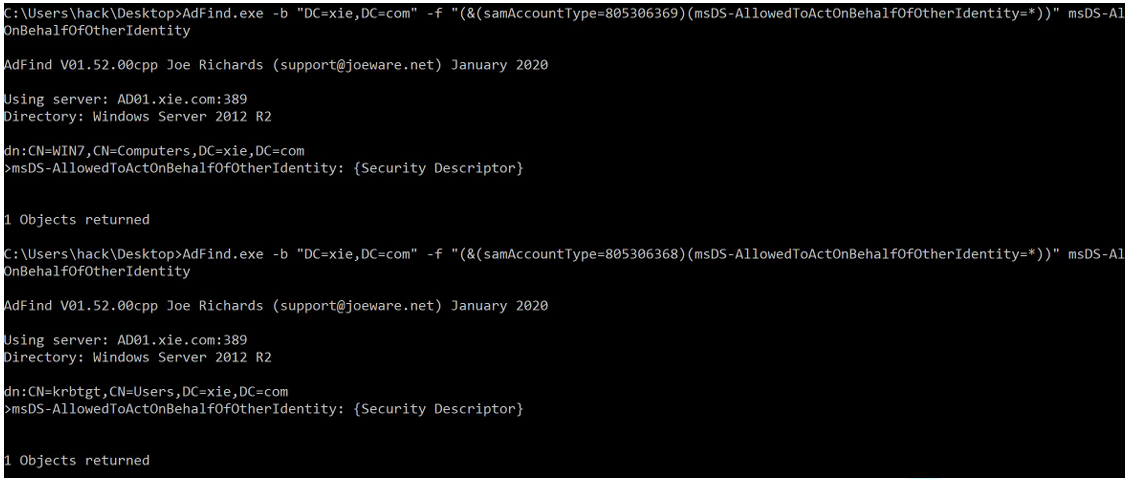 C:\Users\hack\Desktop>AdFind.exe -b "DC=xie,DC=com" -f "(&(samAccountType=805306369)(msDS-AllowedToActOnBehalfOfOtherIdentity=*))" msDS-Al
OnBehalfOfOtherIdentity
AdFind V01.52.00cpp Joe Richards (support@joeware.net) January 2020
Using server: AD01.xie.com:389
Directory: Windows Server 2012 R2
dn:CN=WIN7,CN=Computers,DC=xie,DC=com
>msDS-AllowedToActOnBehalfOfOtherIdentity: {Security Descriptor}
1 Objects returned
C:\Users\hack\Desktop>AdFind.exe -b "DC=xie,DC=com" -f "(&(samAccountType=805306368)(msDS-AllowedToActOnBehalfOfOtherIdentity=*))" msDS-Al
OnBehalfOfOtherIdentity
AdFind V01.52.00cpp Joe Richards (support@joeware.net) January 2020
Using server: AD01.xie.com:389
Directory: Windows Server 2012 R2
dn:CN=krbtgt,CN=Users,DC=xie,DC=com
>msDS-AllowedToActOnBehalfOfOtherIdentity: {Security Descriptor}
1 Objects returned